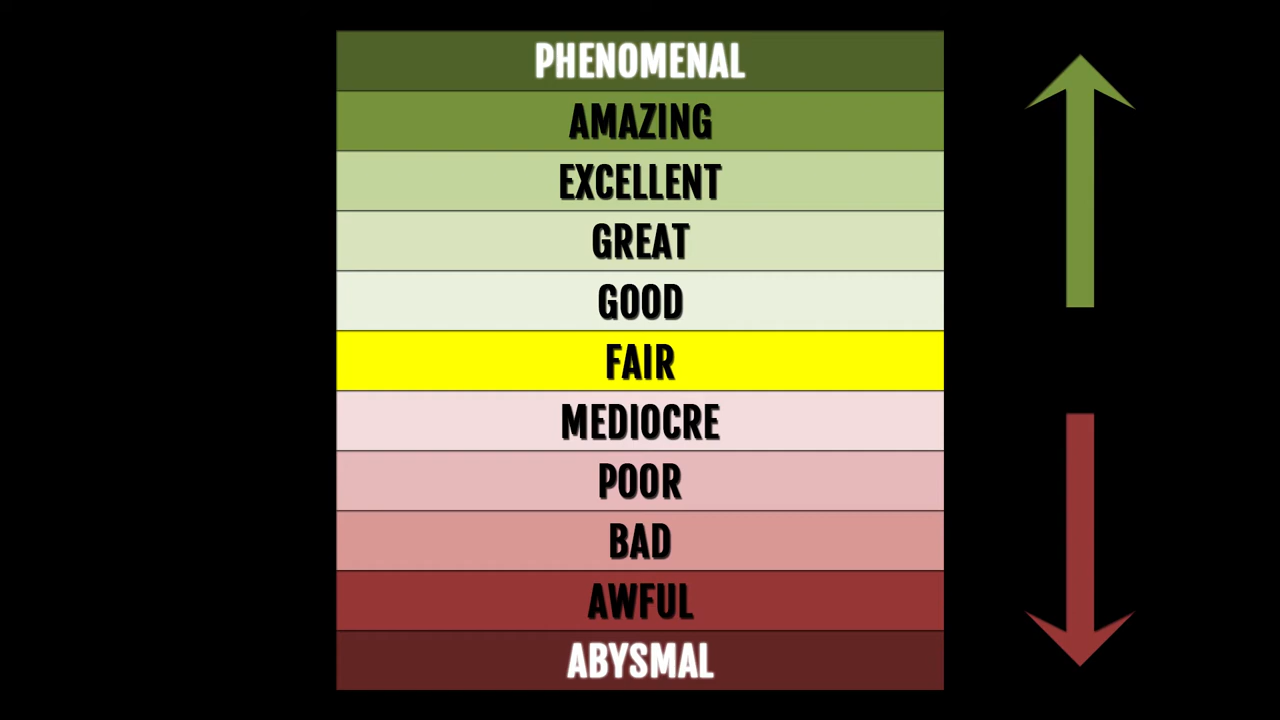 PHENOMENAL
AMAZING
EXCELLENT
GREAT
GOOD
FAIR
MEDIOCRE
POOR
BAD
AWFUL
ABYSMAL